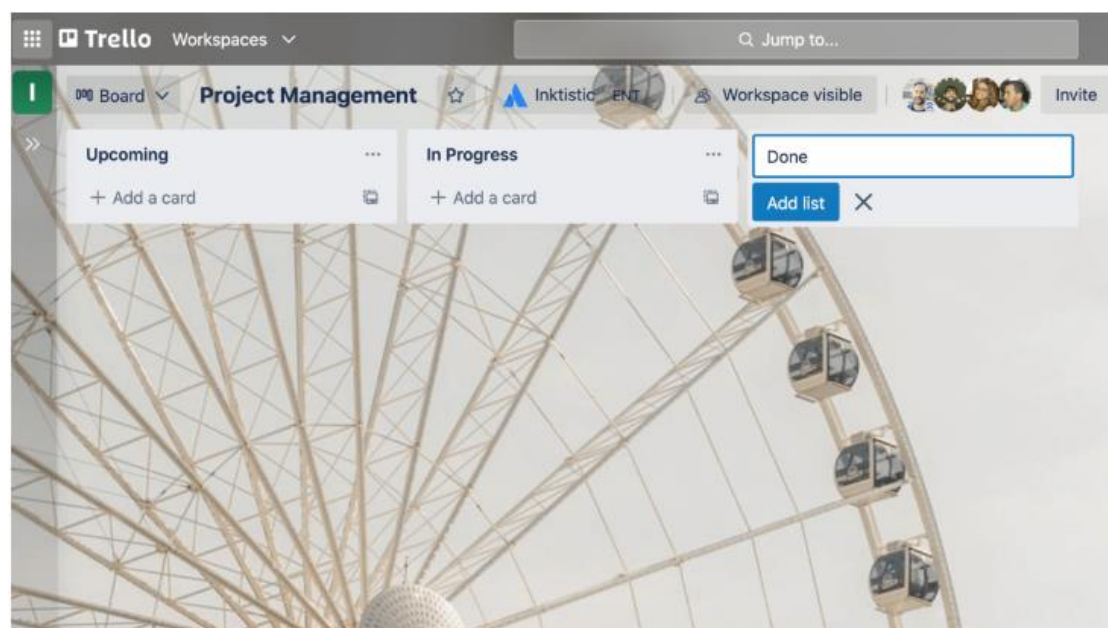 Trello Workspaces Jump to...
I Board Project Management Inktistic ENT Workspace visible Invite
Upcoming In Progress Done
+ Add a card + Add a card Add list